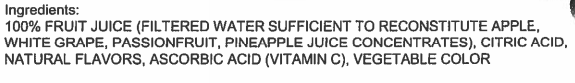 Ingredients:
100% FRUIT JUICE (FILTERED WATER SUFFICIENT TO RECONSTITUTE APPLE,
WHITE GRAPE, PASSIONFRUIT, PINEAPPLE JUICE CONCENTRATES), CITRIC ACID,
NATURAL FLAVORS, ASCORBIC ACID (VITAMIN C), VEGETABLE COLOR